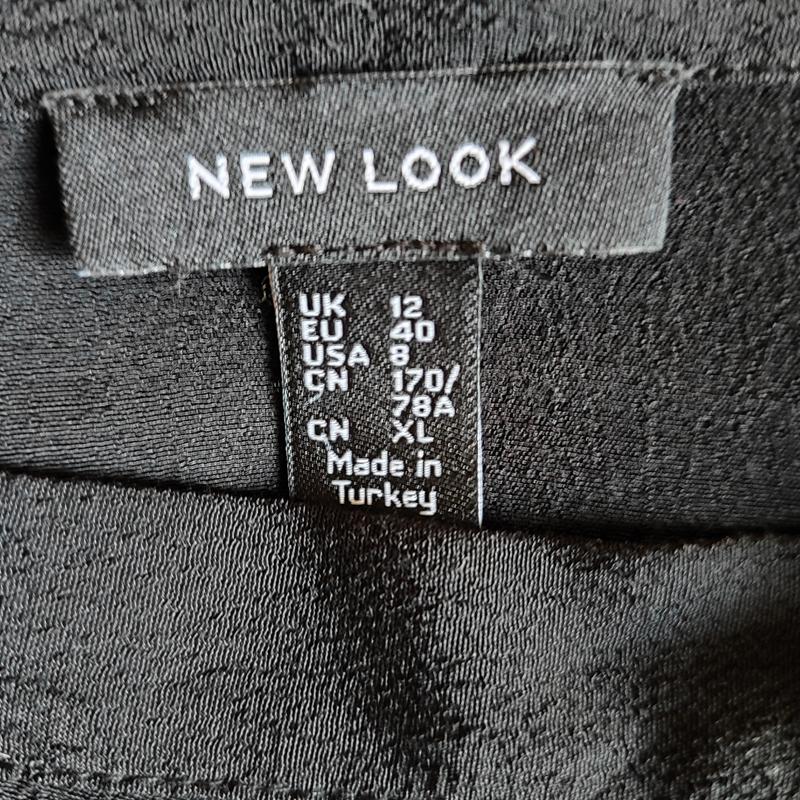 NEW LOOK
UK 12
EU 40
USA 8
CN 170/
78A
CN XL
Made in
Turkey